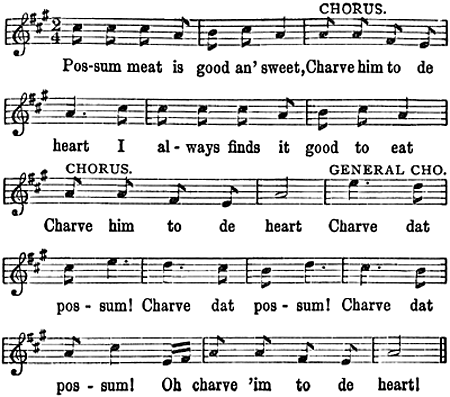 CHORUS.
2
4
Pos-sum meat is good an' sweet, Charve him to de
heart I al-ways finds it good to eat
CHORUS. GENERAL CHO.
Charve him to de heart Charve dat
pos-sum! Charve dat pos-sum! Charve dat
pos-sum! Oh charve 'im to de heart!